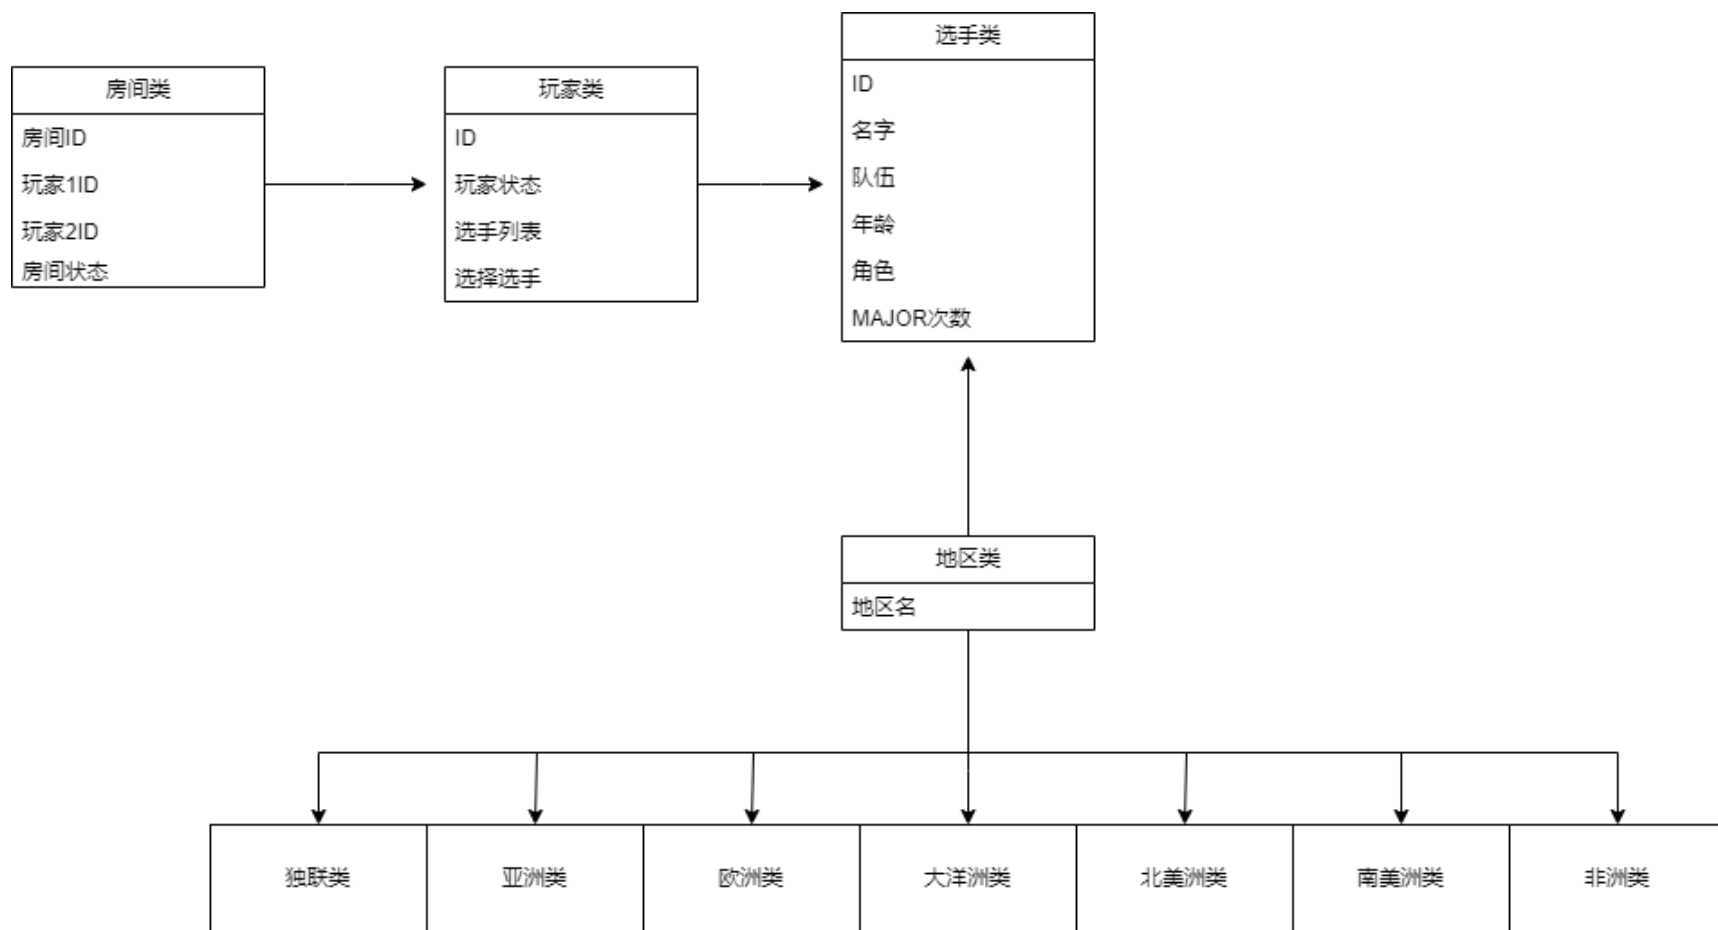 房间类
房间ID
玩家1ID
玩家2ID
房间状态
玩家类
ID
玩家状态
选手列表
选择选手
选手类
ID
名字
队伍
年龄
角色
MAJOR次数
地区类
地区名
独联类
亚洲类
欧洲类
大洋洲类
北美洲类
南美洲类
非洲类